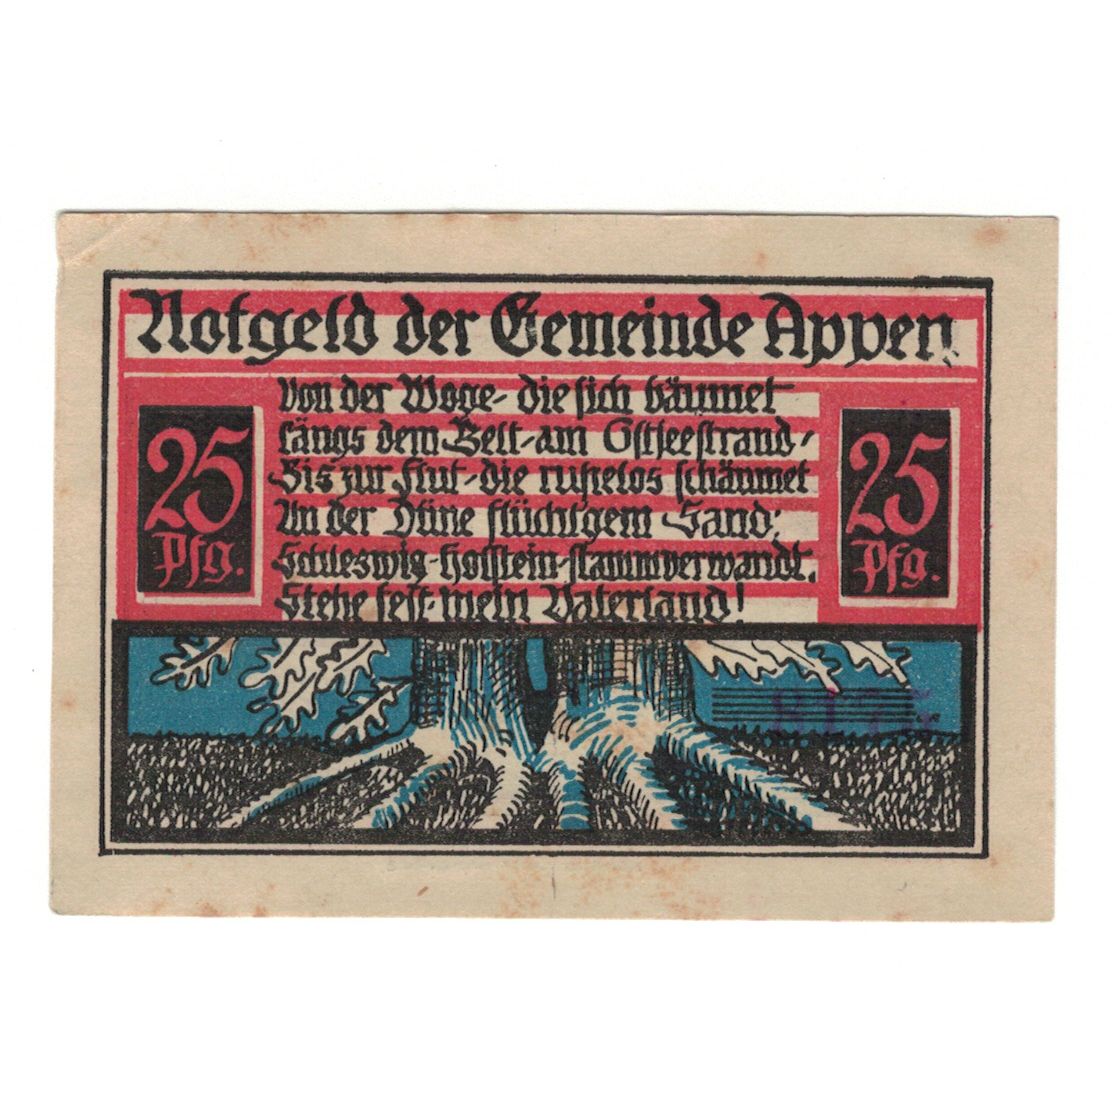 Notgeld der Gemeinde Appen
Von der Woge - die sich bäumet
längs dem Belt - am Ostseestrand -
Bis zur Flut - die ruhelos schäumet
An der Düne flüchtgem Sand:
Schleswig-Holstein - stammverwandt.
Stehe fest - mein Vaterland!
25
Pfg.
25
Pfg.